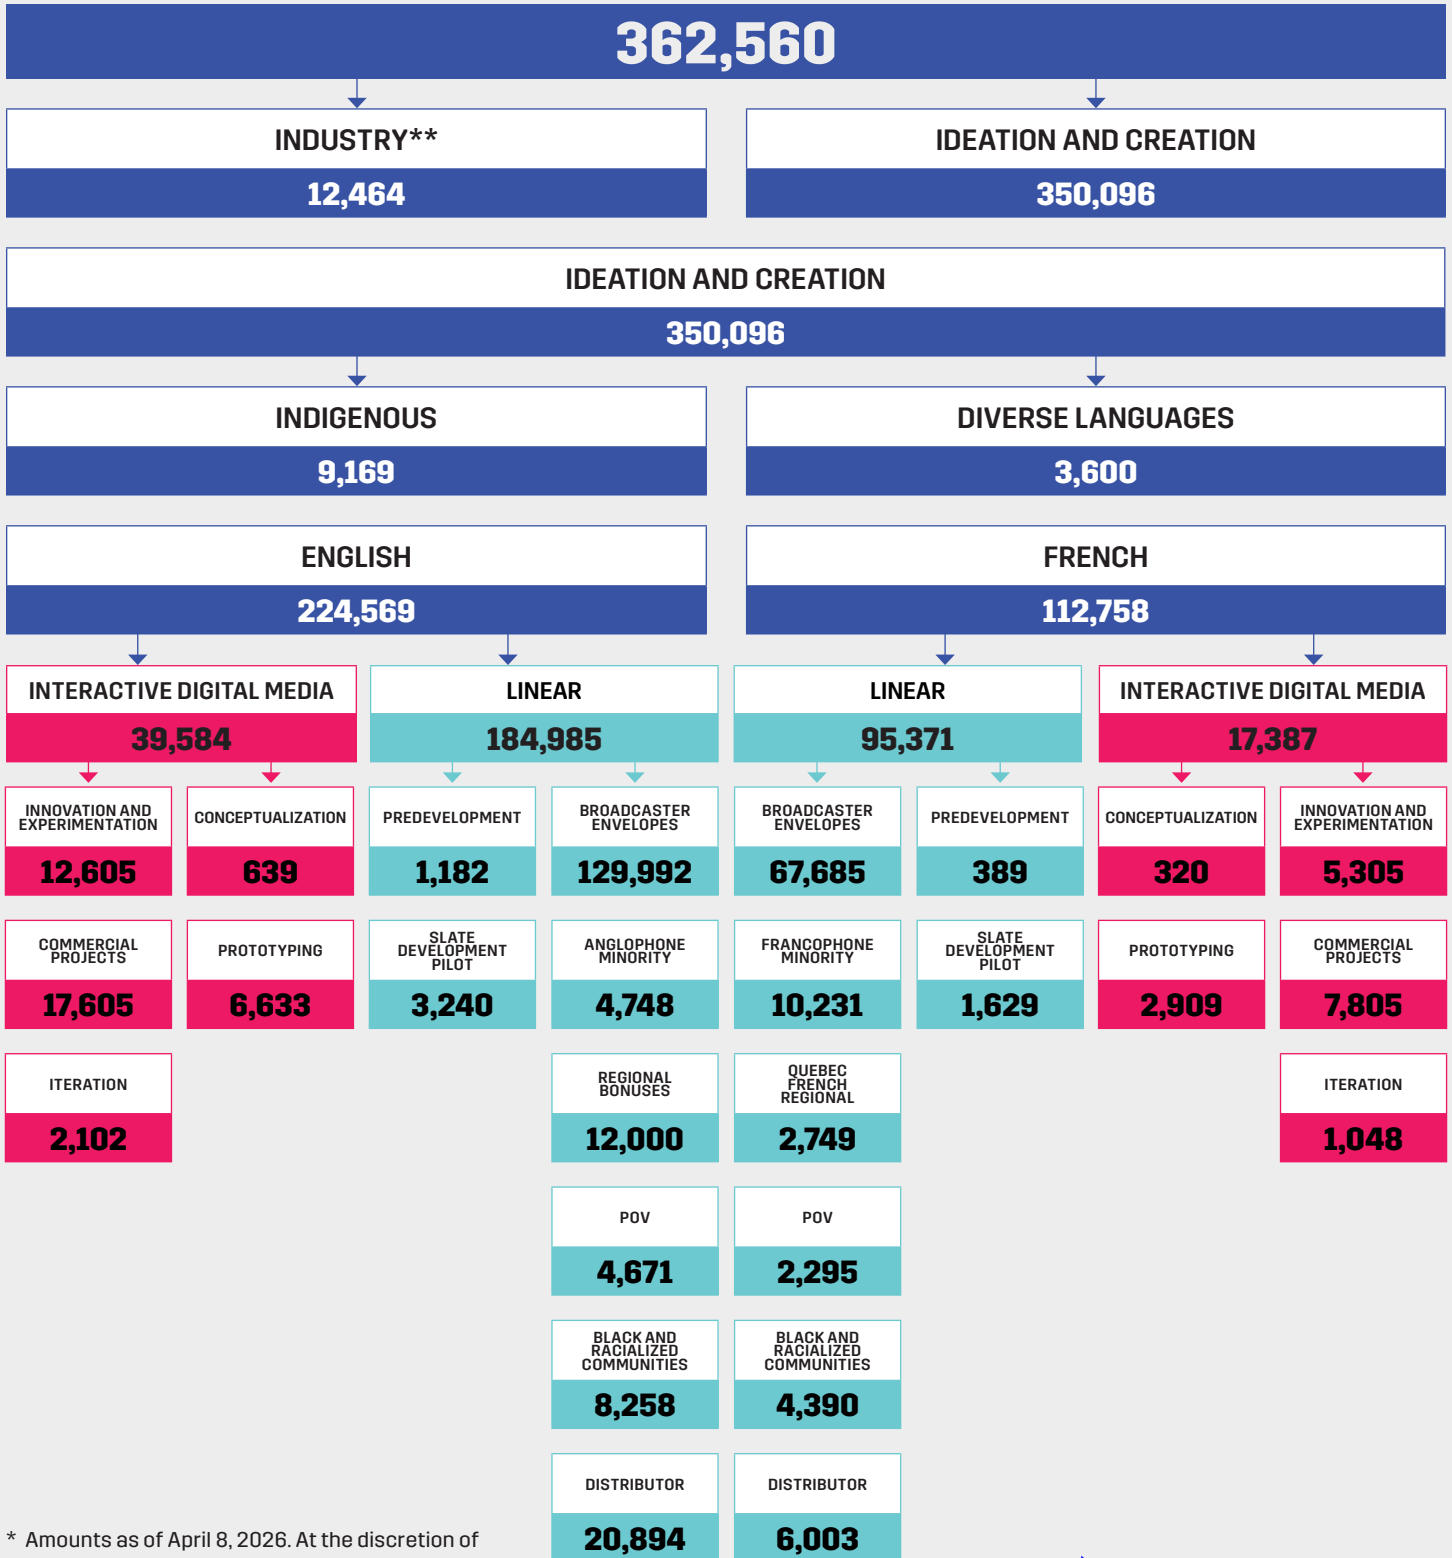 362,560
INDUSTRY**
12,464
IDEATION AND CREATION
350,096
IDEATION AND CREATION
350,096
INDIGENOUS
9,169
DIVERSE LANGUAGES
3,600
ENGLISH
224,569
FRENCH
112,758
INTERACTIVE DIGITAL MEDIA
39,584
LINEAR
184,985
LINEAR
95,371
INTERACTIVE DIGITAL MEDIA
17,387
INNOVATION AND
EXPERIMENTATION
12,605
CONCEPTUALIZATION
639
PREDEVELOPMENT
1,182
BROADCASTER
ENVELOPES
129,992
BROADCASTER
ENVELOPES
67,685
PREDEVELOPMENT
389
CONCEPTUALIZATION
320
INNOVATION AND
EXPERIMENTATION
5,305
COMMERCIAL
PROJECTS
17,605
PROTOTYPING
6,633
SLATE
DEVELOPMENT
PILOT
3,240
ANGLOPHONE
MINORITY
4,748
FRANCOPHONE
MINORITY
10,231
SLATE
DEVELOPMENT
PILOT
1,629
PROTOTYPING
2,909
COMMERCIAL
PROJECTS
7,805
ITERATION
2,102
REGIONAL
BONUSES
12,000
QUEBEC
FRENCH
REGIONAL
2,749
ITERATION
1,048
POV
4,671
POV
2,295
BLACK AND
RACIALIZED
COMMUNITIES
8,258
BLACK AND
RACIALIZED
COMMUNITIES
4,390
DISTRIBUTOR
20,894
DISTRIBUTOR
6,003
* Amounts as of April 8, 2026. At the discretion of